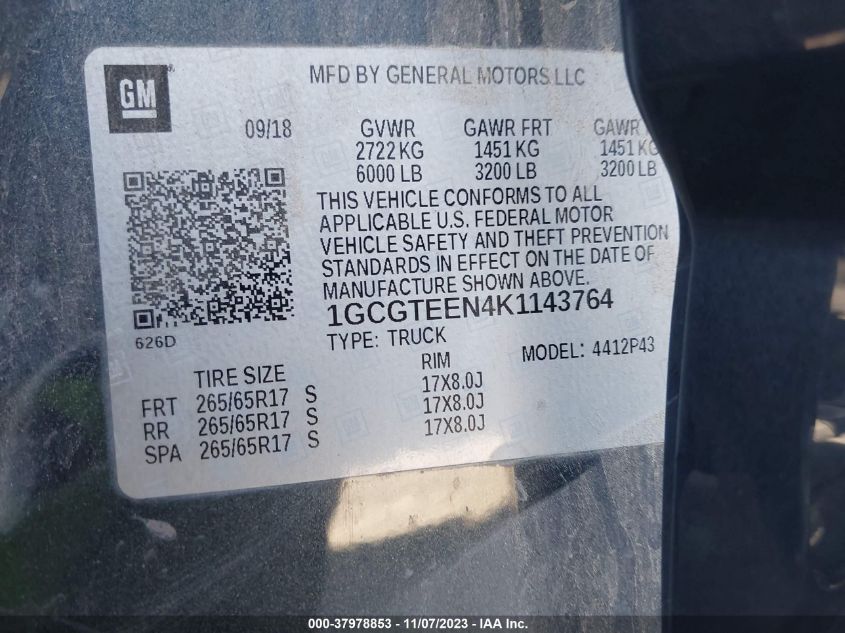 GM
MFD BY GENERAL MOTORS LLC
09/18 GVWR GAWR FRT GAWR
2722 KG 1451 KG 1451 KG
6000 LB 3200 LB 3200 LB
THIS VEHICLE CONFORMS TO ALL
APPLICABLE U.S. FEDERAL MOTOR
VEHICLE SAFETY AND THEFT PREVENTION
STANDARDS IN EFFECT ON THE DATE OF
MANUFACTURE SHOWN ABOVE.
1GCGTEEN4K1143764
626D
TYPE: TRUCK MODEL: 4412P43
TIRE SIZE RIM
FRT 265/65R17 S 17X8.0J
RR 265/65R17 S 17X8.0J
SPA 265/65R17 S 17X8.0J
000-37978853 - 11/07/2023 - IAA Inc.